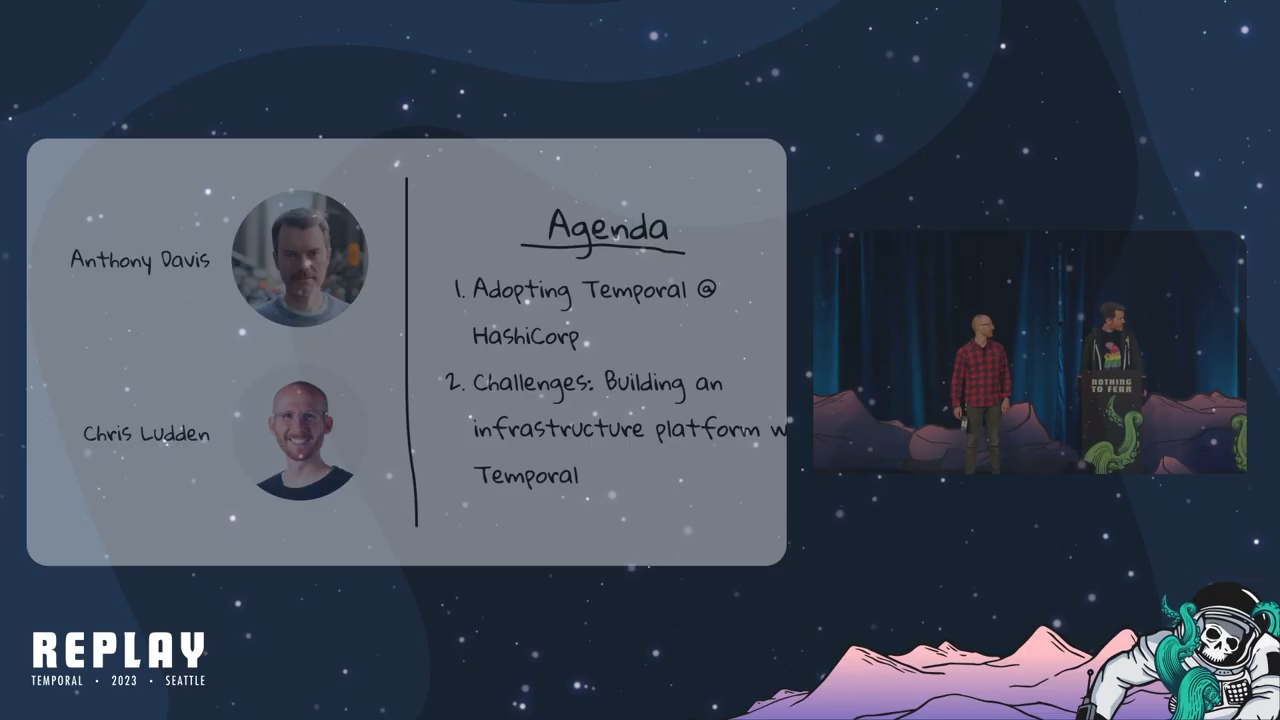 Anthony Davis
Chris Ludden
Agenda
1. Adopting Temporal @
HashiCorp
2. Challenges: Building an
infrastructure platform w
Temporal
NOTHING
TO FEAR
REPLAY
TEMPORAL • 2023 • SEATTLE